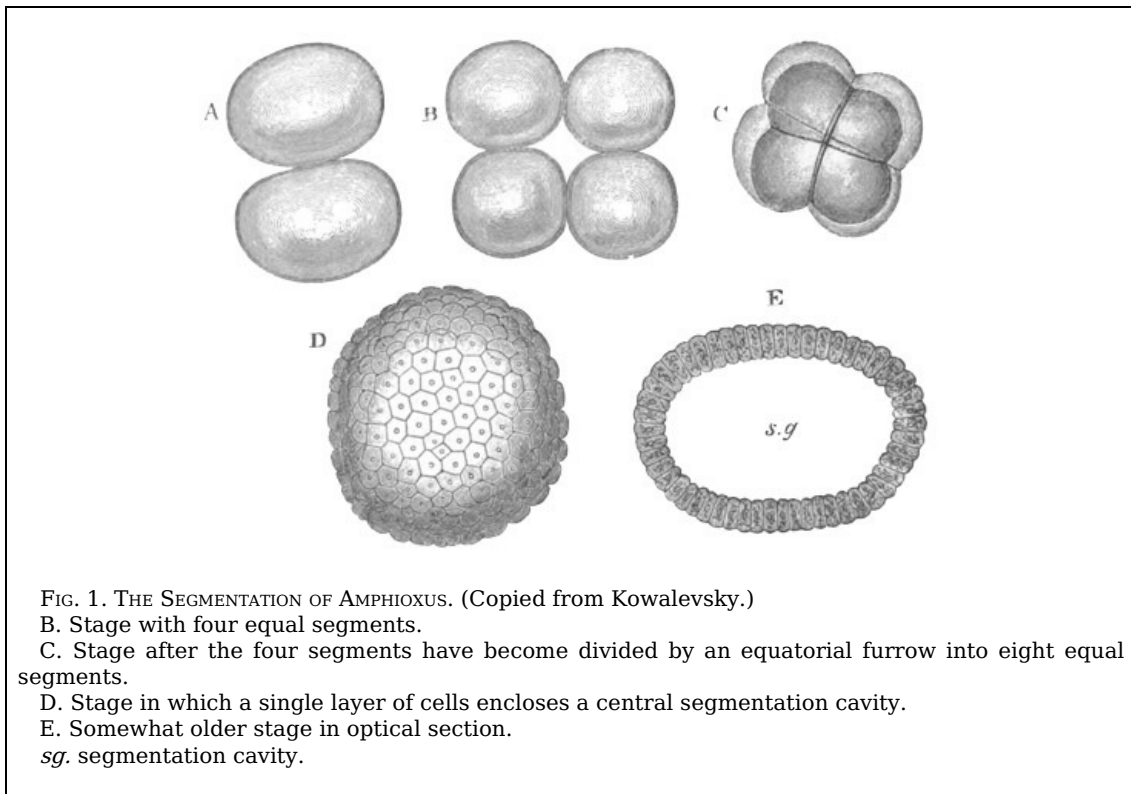 A
B
C
D
E
s.g
FIG. 1. THE SEGMENTATION OF AMPHIOXUS. (Copied from Kowalevsky.)
B. Stage with four equal segments.
C. Stage after the four segments have become divided by an equatorial furrow into eight equal
segments.
D. Stage in which a single layer of cells encloses a central segmentation cavity.
E. Somewhat older stage in optical section.
sg. segmentation cavity.